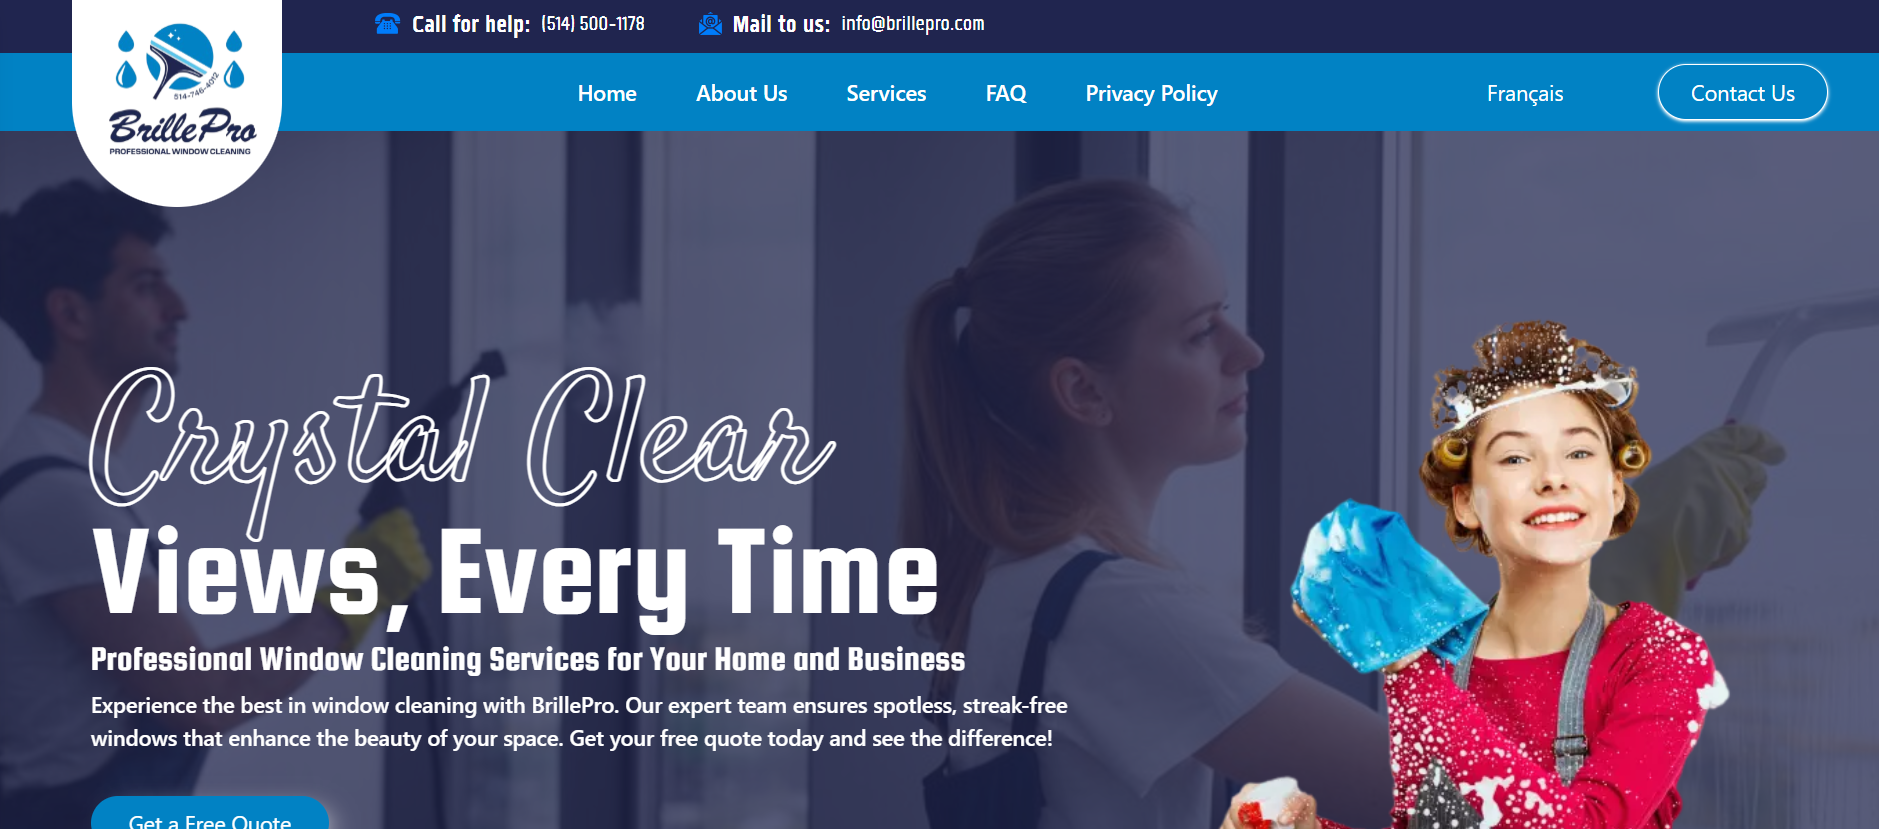 Call for help: (514) 500-1178 Mail to us: info@brillepro.com
514-746-4012
BrillePro
PROFESSIONAL WINDOW CLEANING
Home About Us Services FAQ Privacy Policy Français Contact Us
Crystal Clear
Views, Every Time
Professional Window Cleaning Services for Your Home and Business
Experience the best in window cleaning with BrillePro. Our expert team ensures spotless, streak-free
windows that enhance the beauty of your space. Get your free quote today and see the difference!
Get a Free Quote